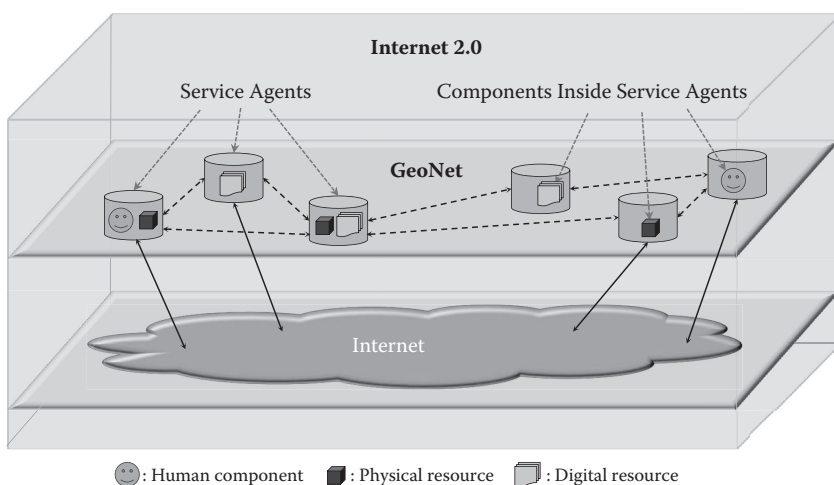 Internet 2.0
Service Agents
Components Inside Service Agents
GeoNet
Internet
: Human component : Physical resource : Digital resource